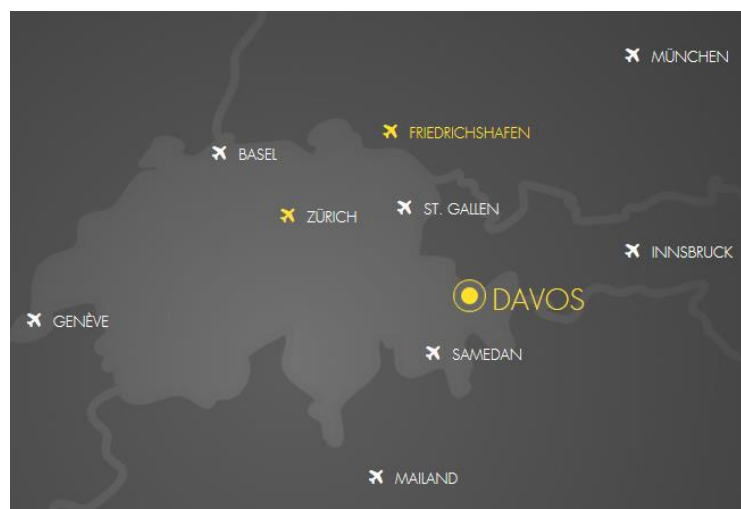 MÜNCHEN
FRIEDRICHSHAFEN
BASEL
ZÜRICH
ST. GALLEN
INNSBRUCK
DAVOS
GENÈVE
SAMEDAN
MAILAND